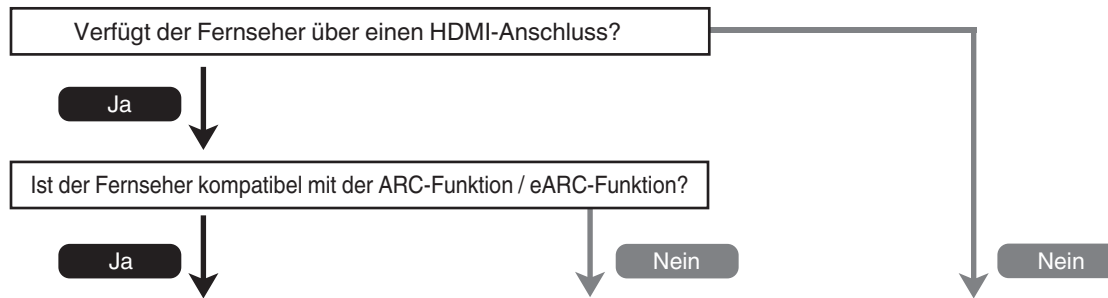 Verfügt der Fernseher über einen HDMI-Anschluss?
Ja
Ist der Fernseher kompatibel mit der ARC-Funktion / eARC-Funktion?
Ja
Nein
Nein